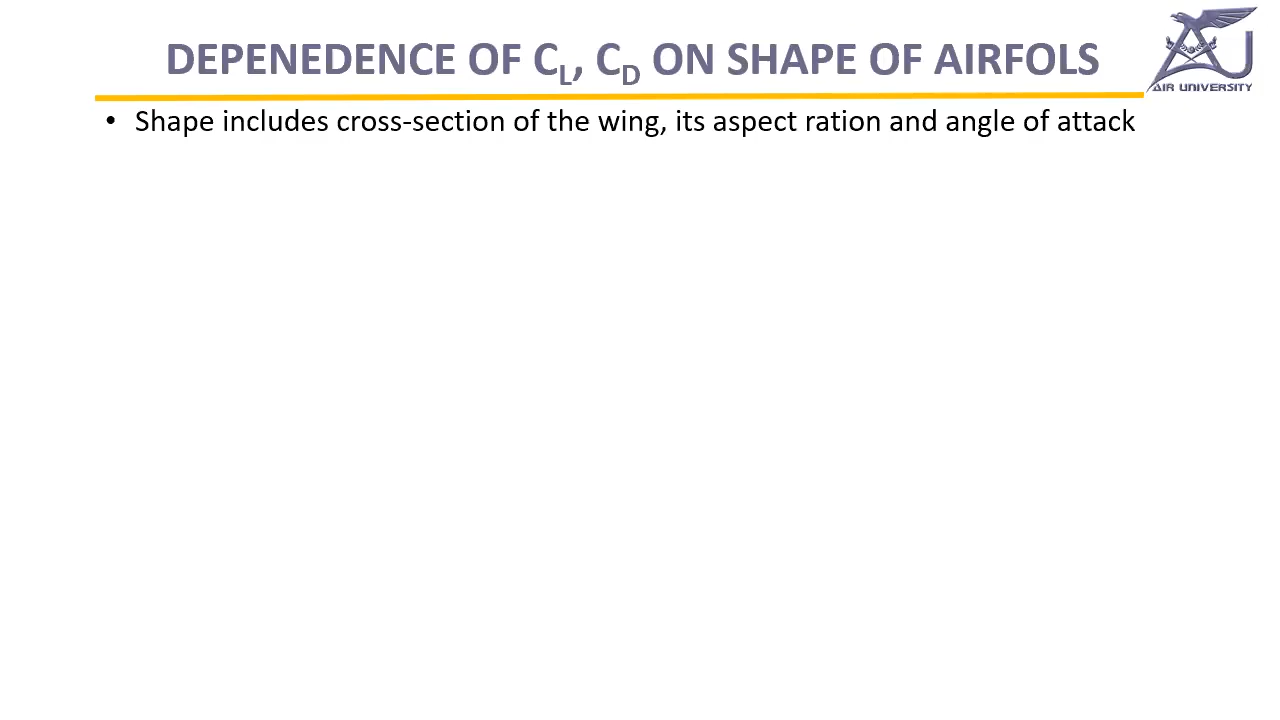 DEPENEDENCE OF CL, CD ON SHAPE OF AIRFOLS
AIR UNIVERSITY
• Shape includes cross-section of the wing, its aspect ration and angle of attack